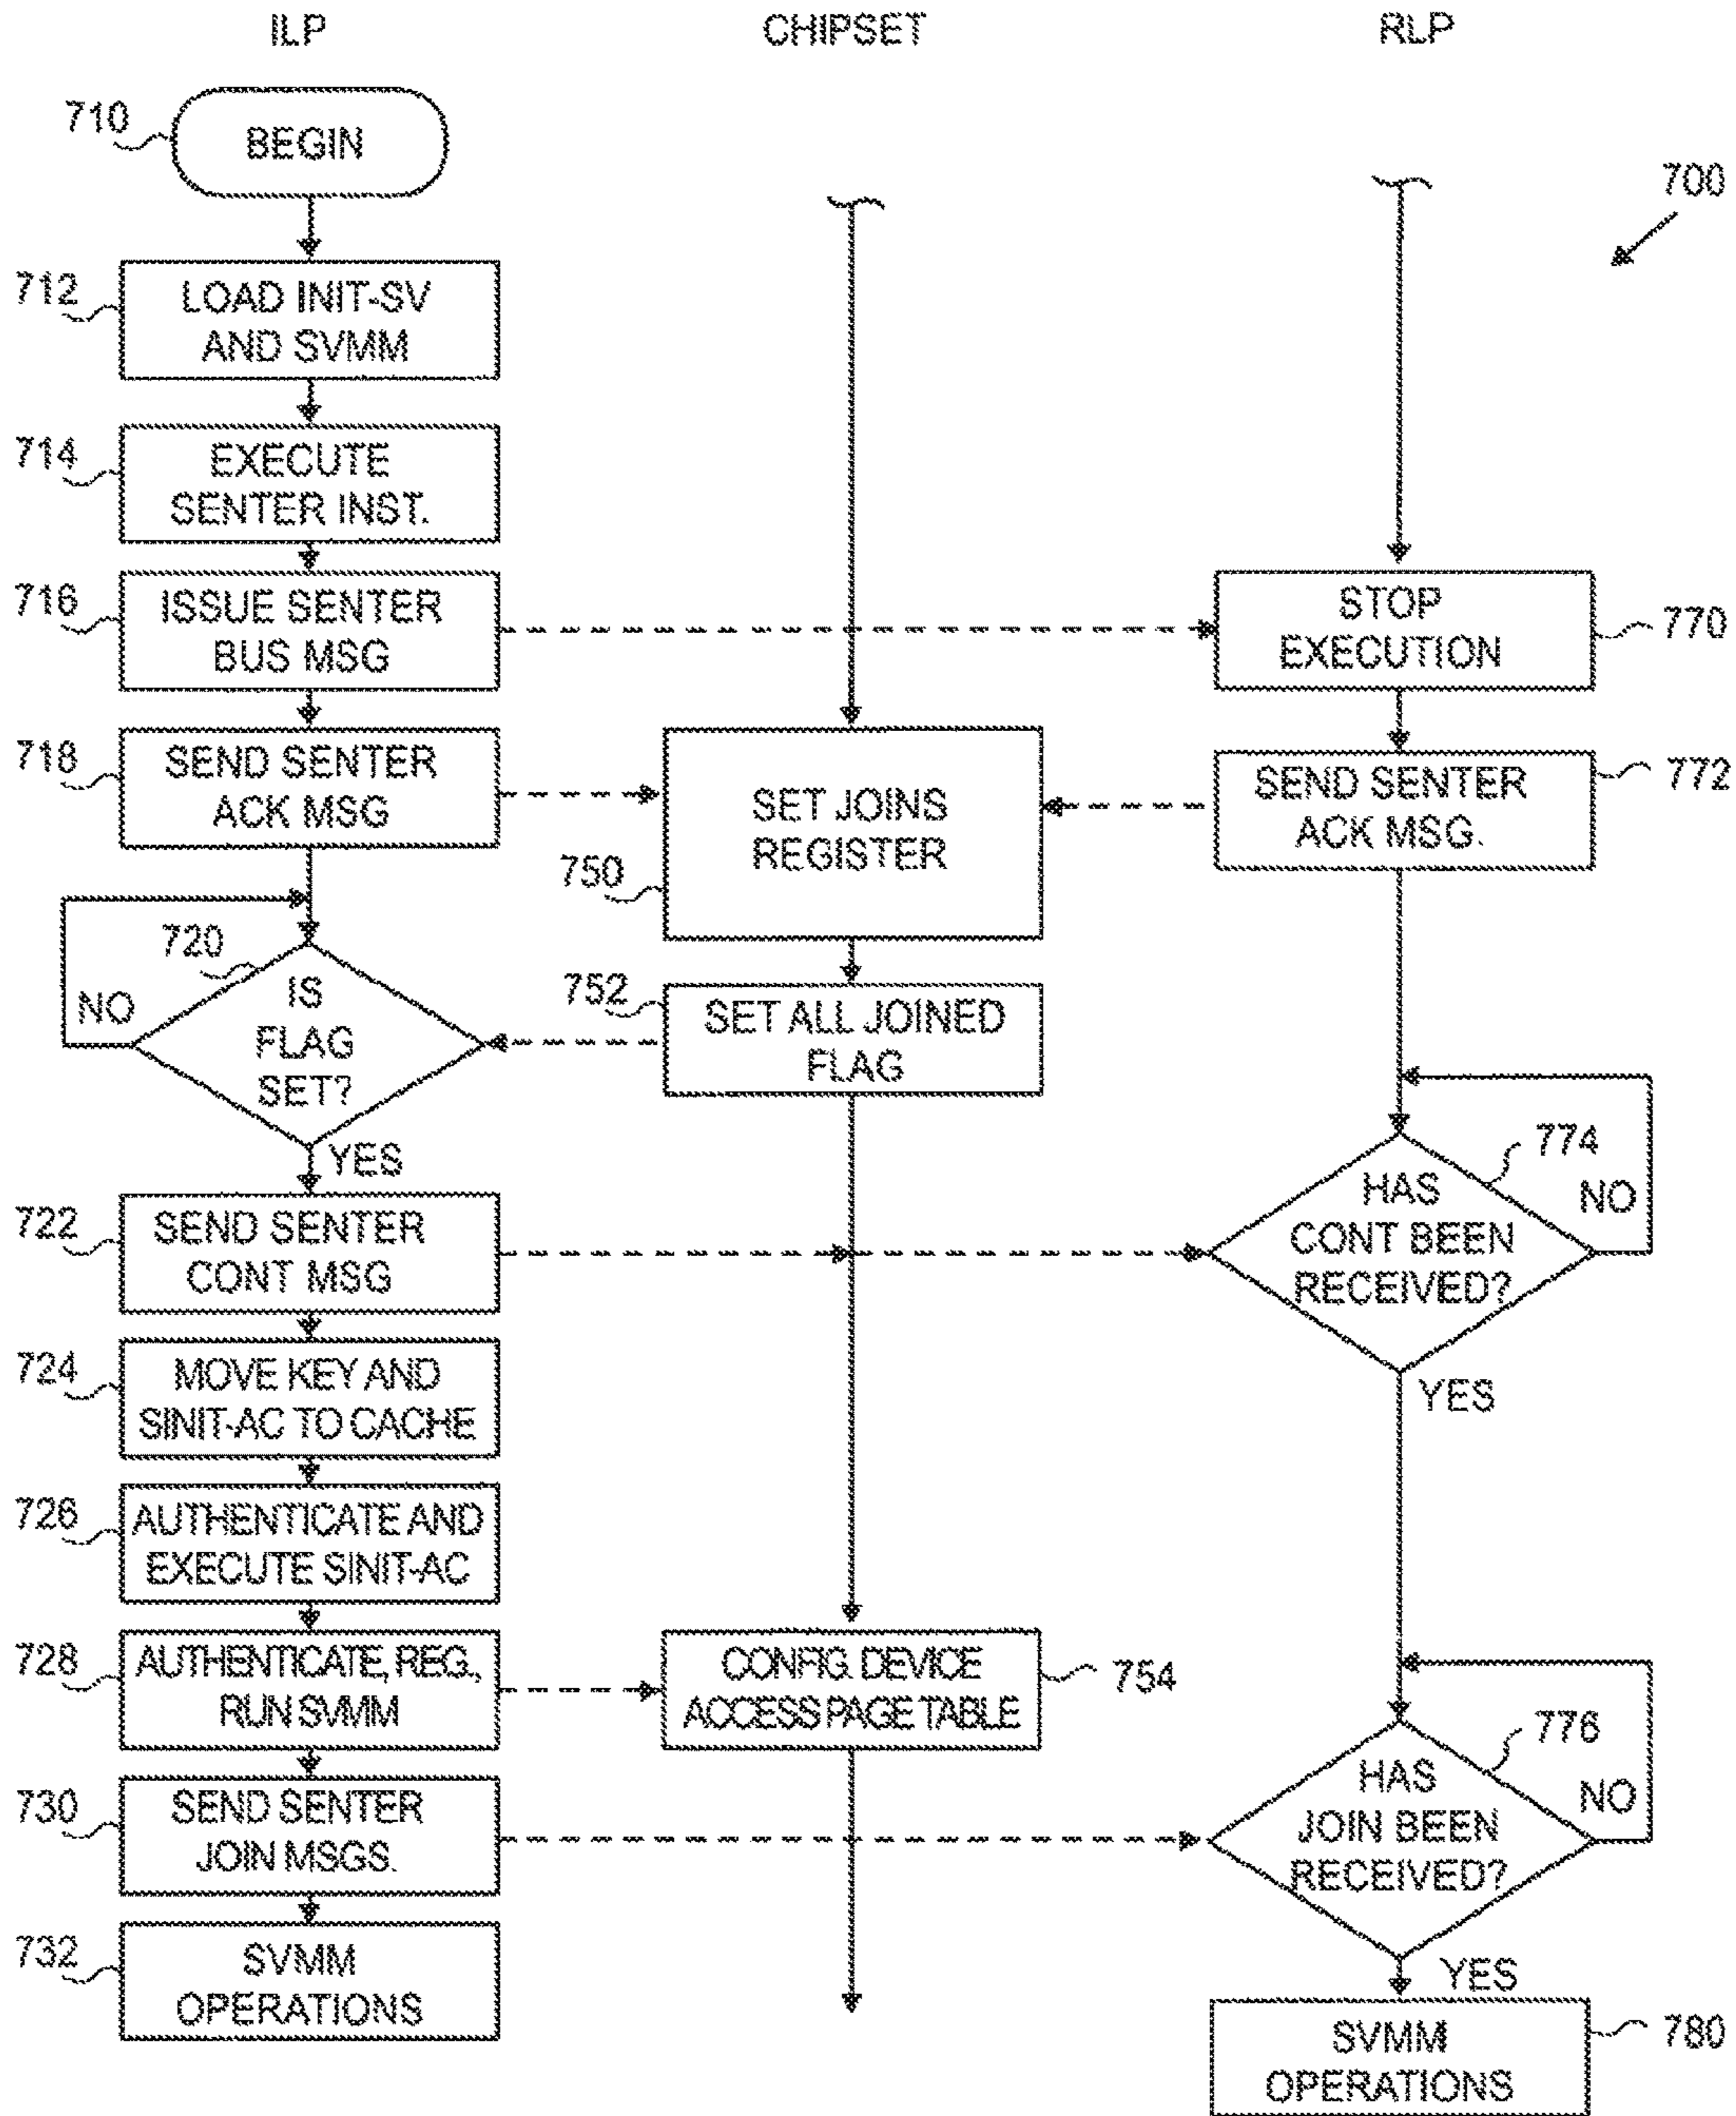 ILP
CHIPSET
RLP
700
710
BEGIN
712
LOAD INIT-SV
AND SVMM
714
EXECUTE
SENTER INST.
716
ISSUE SENTER
BUS MSG
STOP
EXECUTION
770
718
SEND SENTER
ACK MSG
SET JOINS
REGISTER
750
SEND SENTER
ACK MSG.
772
720
IS
FLAG
SET?
NO
YES
752
SET ALL JOINED
FLAG
774
HAS
CONT BEEN
RECEIVED?
NO
YES
722
SEND SENTER
CONT MSG
724
MOVE KEY AND
SINIT-AC TO CACHE
726
AUTHENTICATE AND
EXECUTE SINIT-AC
728
AUTHENTICATE, REG.,
RUN SVMM
CONFIG. DEVICE
ACCESS PAGE TABLE
754
776
HAS
JOIN BEEN
RECEIVED?
NO
YES
730
SEND SENTER
JOIN MSGS.
732
SVMM
OPERATIONS
SVMM
OPERATIONS
780